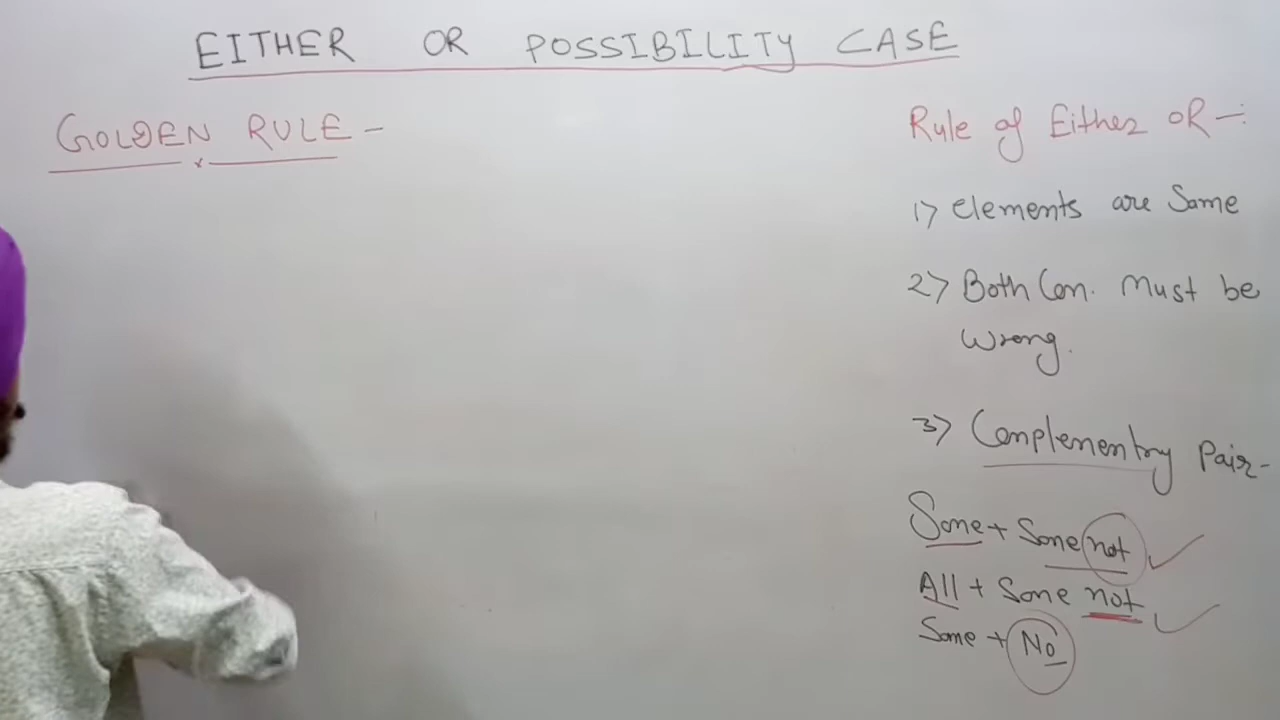 EITHER OR POSSIBILITY CASE
GOLDEN RULE -
Rule of Either OR -:
1> elements are Same
2> Both Con. Must be
Wrong.
3> Complementry Pair-
Some + Some not ✓
All + Some not ✓
Some + No